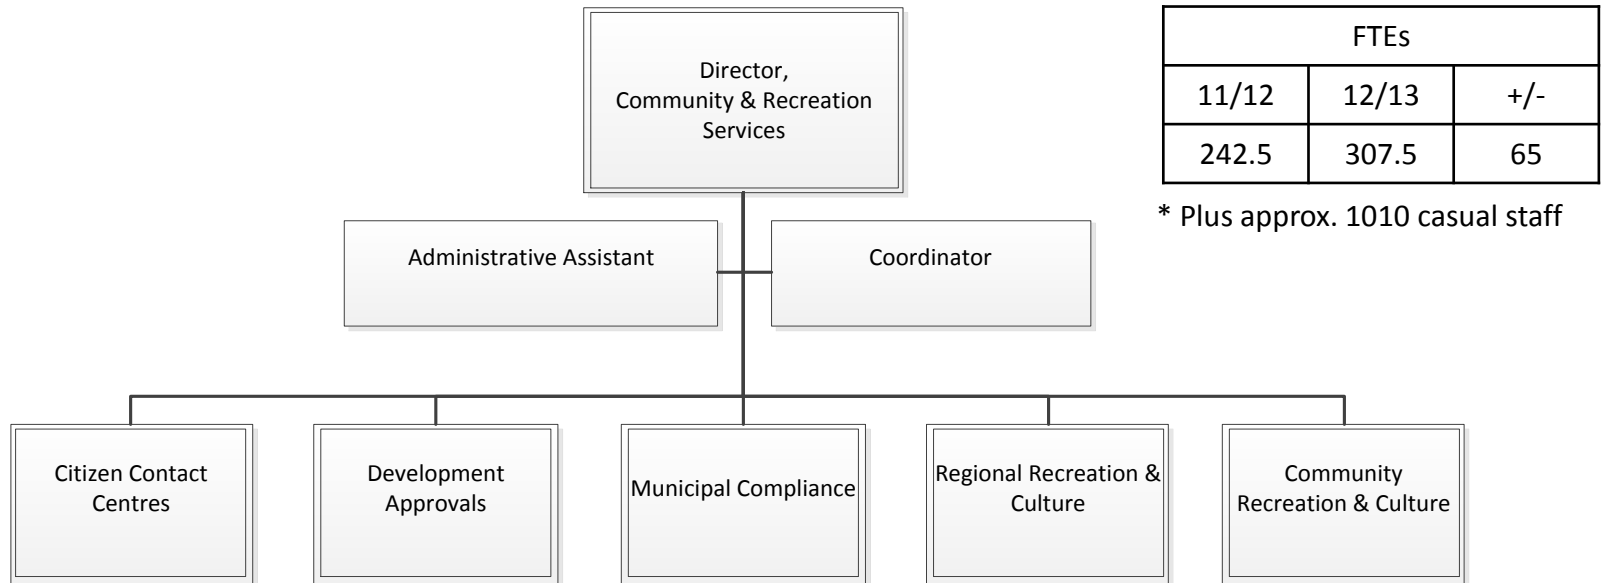 Director,
Community & Recreation
Services
FTEs
11/12 12/13 +/-
242.5 307.5 65
* Plus approx. 1010 casual staff
Administrative Assistant
Coordinator
Citizen Contact
Centres
Development
Approvals
Municipal Compliance
Regional Recreation &
Culture
Community
Recreation & Culture